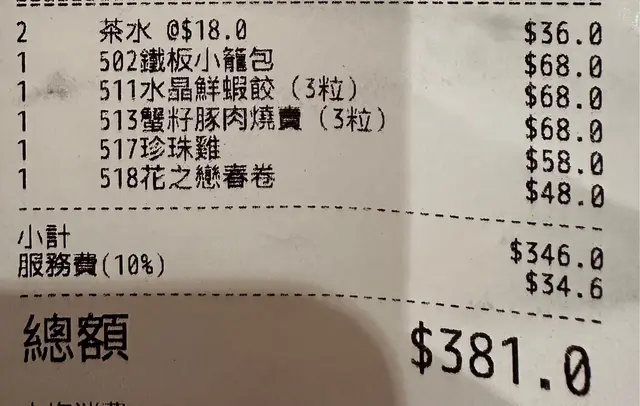 2 茶水 @$18.0 $36.0
1 502鐵板小籠包 $68.0
1 511水晶鮮蝦餃 (3粒) $68.0
1 513蟹籽豚肉燒賣 (3粒) $68.0
1 517珍珠雞 $58.0
1 518花之戀春卷 $48.0
小計 $346.0
服務費(10%) $34.6
總額 $381.0